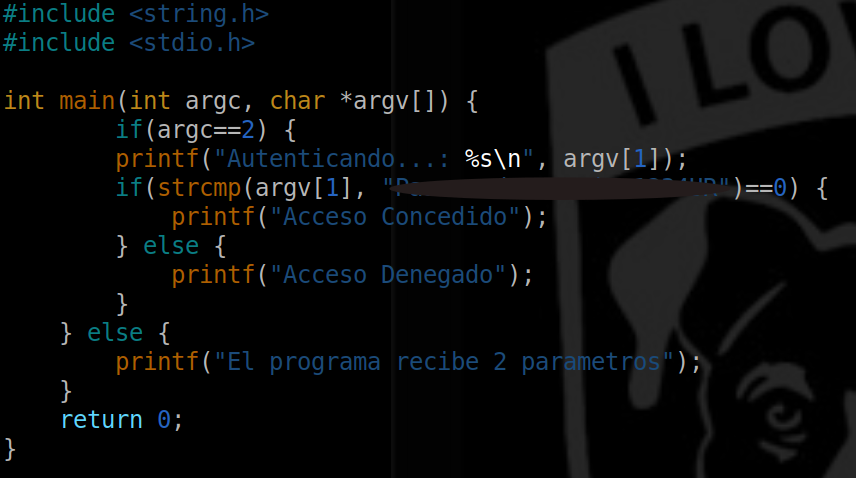 #include <string.h>
#include <stdio.h>
int main(int argc, char *argv[]) {
if(argc==2) {
printf("Autenticando...: %s\n", argv[1]);
if(strcmp(argv[1], " ")==0) {
printf("Acceso Concedido");
} else {
printf("Acceso Denegado");
}
} else {
printf("El programa recibe 2 parametros");
}
return 0;
}
I LO